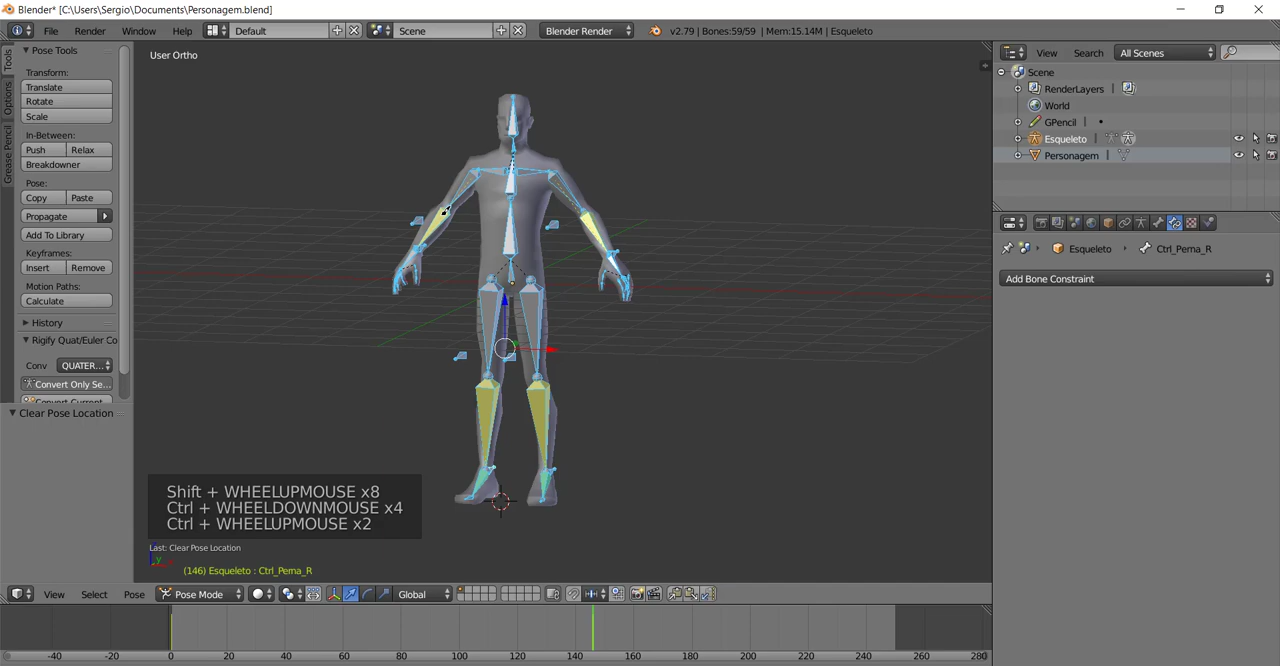 Blender* [C:\Users\Sergio\Documents\Personagem.blend]
File Render Window Help Default Scene Blender Render v2.79 | Bones:59/59 | Mem:15.14M | Esqueleto
Tools
Options
Grease Pencil
Pose Tools
Transform:
Translate
Rotate
Scale
In-Between:
Push Relax
Breakdowner
Pose:
Copy Paste
Propagate
Add To Library
Keyframes:
Insert Remove
Motion Paths:
Calculate
History
Rigify Quat/Euler Co
Conv QUATER...
Convert Only Se...
Convert Current
Clear Pose Location
User Ortho
Shift + WHEELUPMOUSE x8
Ctrl + WHEELDOWNMOUSE x4
Ctrl + WHEELUPMOUSE x2
Last: Clear Pose Location
y
(146) Esqueleto : Ctrl_Perna_R
View Select Pose Pose Mode Global
-40 -20 0 20 40 60 80 100 120 140 160 180 200 220 240 260 280
View Search All Scenes
Scene
RenderLayers
World
GPencil
Esqueleto
Personagem
Esqueleto Ctrl_Perna_R
Add Bone Constraint